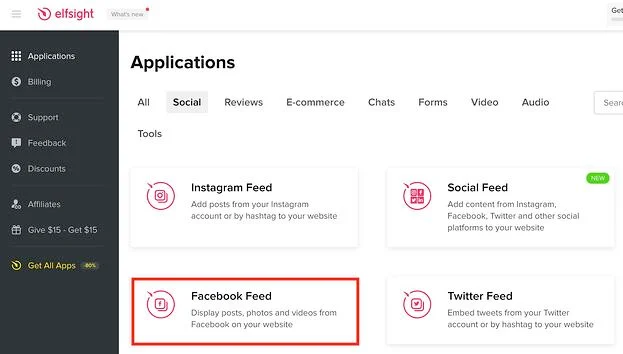 elfsight
What's new
Get
Applications
Billing
Support
Feedback
Discounts
Affiliates
Give $15 - Get $15
Get All Apps -80%
Applications
All Social Reviews E-commerce Chats Forms Video Audio
Searc
Tools
Instagram Feed
Add posts from your Instagram
account or by hashtag to your website
Social Feed
NEW
Add content from Instagram,
Facebook, Twitter and other social
platforms to your website
Facebook Feed
Display posts, photos and videos from
Facebook on your website
Twitter Feed
Embed tweets from your Twitter
account or by hashtag to your website